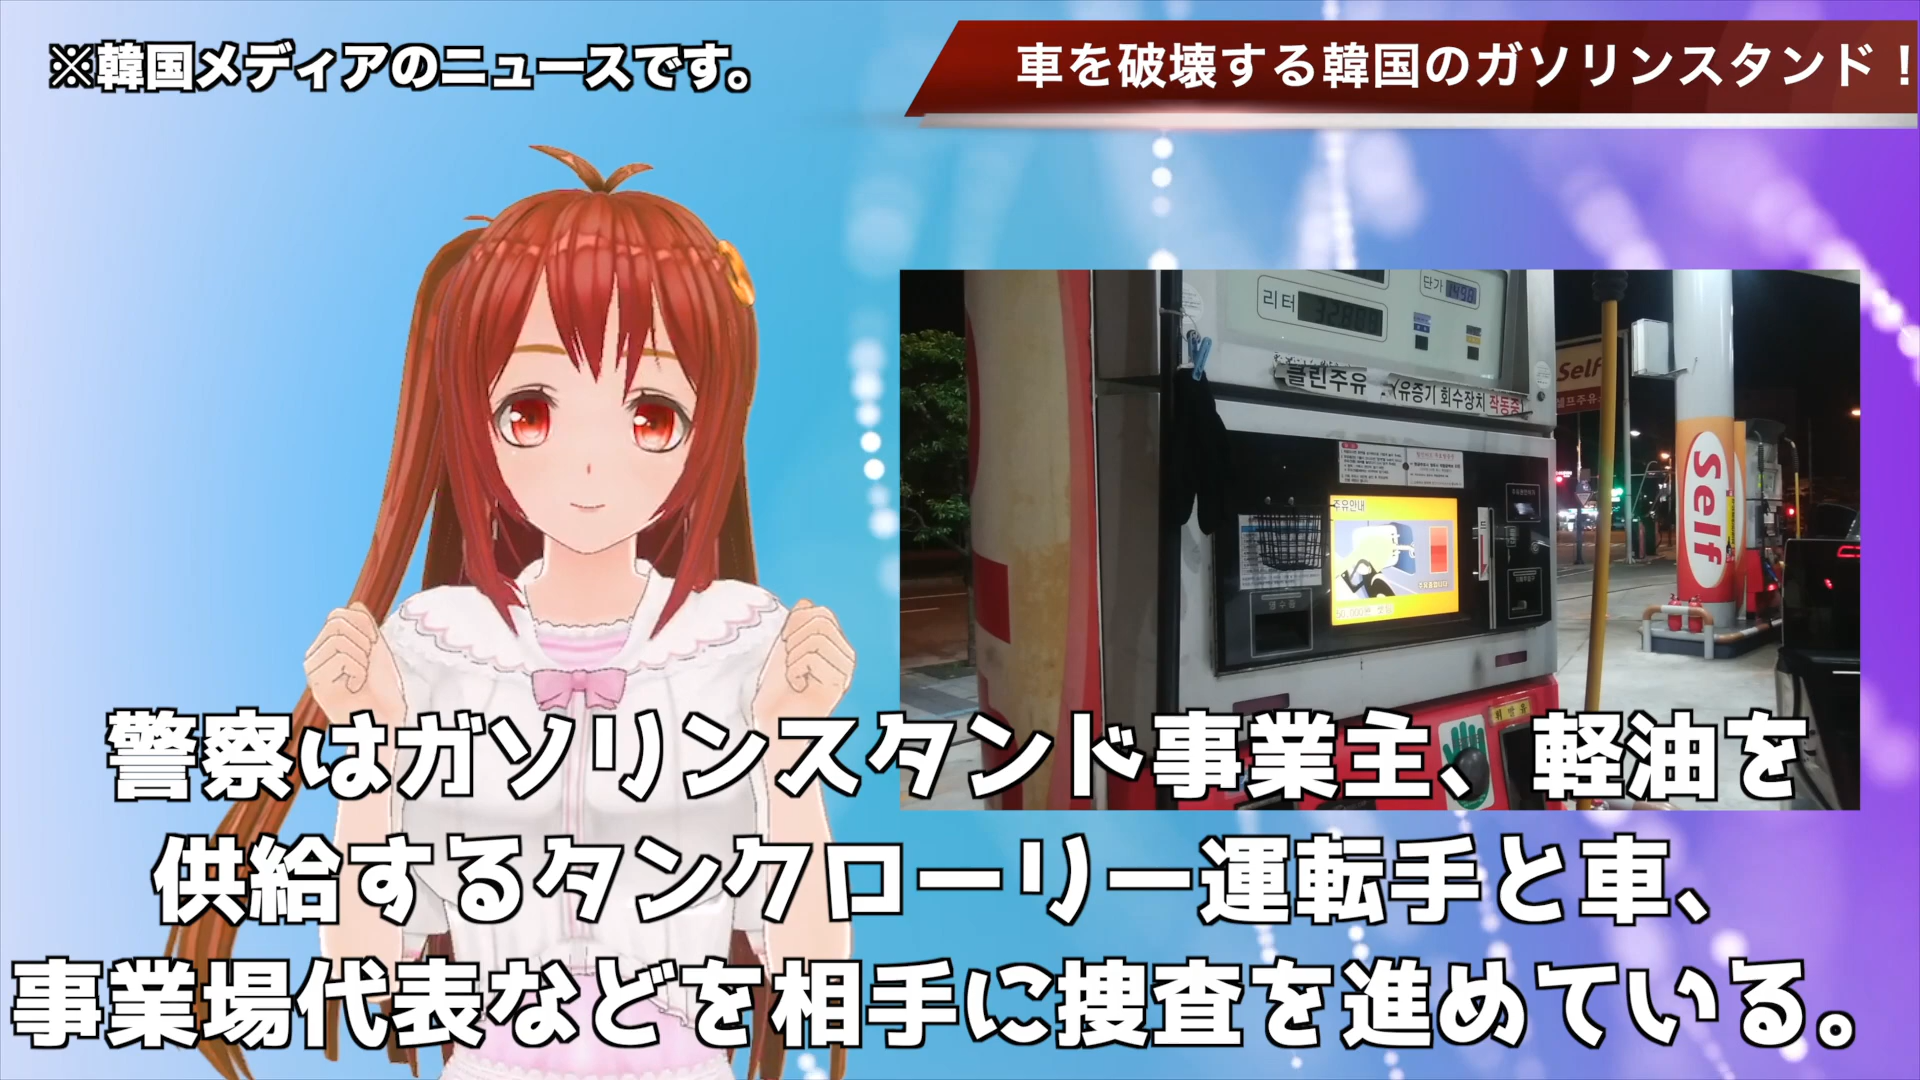 ※韓国メディアのニュースです。
車を破壊する韓国のガソリンスタンド！
리터
단가
1498
클린주유
(유증기 회수장치 작동중)
Self
주유안내
Self
警察はガソリンスタンド事業主、軽油を
供給するタンクローリー運転手と車、
事業場代表などを相手に捜査を進めている。